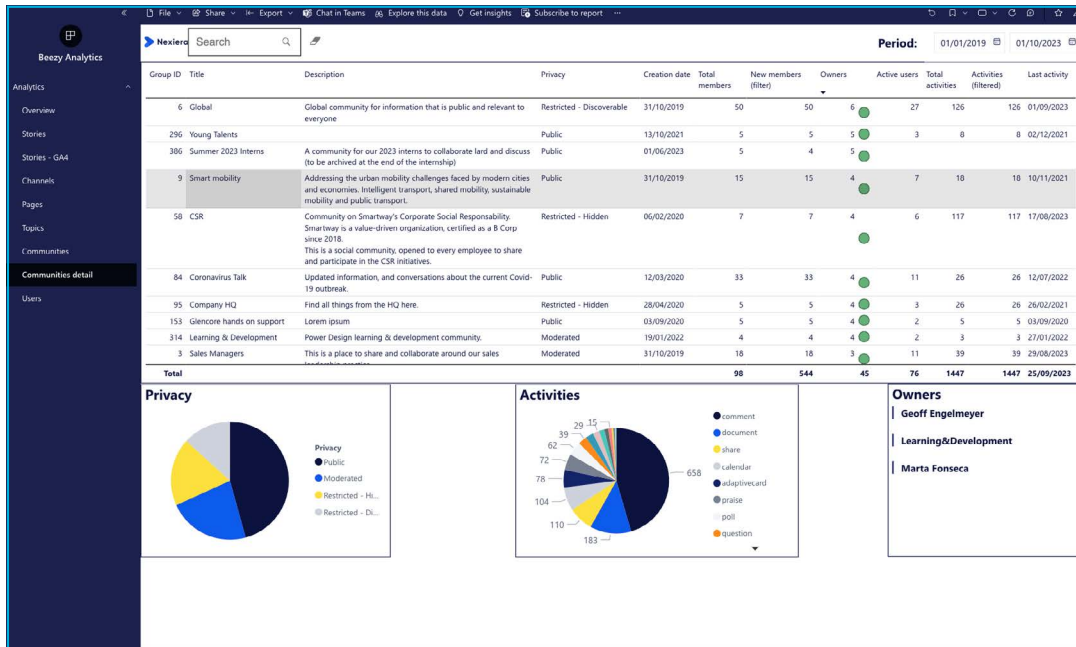 File Share Export Chat in Teams Explore this data Get insights Subscribe to report ...
Beezy Analytics
Analytics
Overview
Stories
Stories - GA4
Channels
Pages
Topics
Communities
Communities detail
Users
Nexiera Search
Period: 01/01/2019 01/10/2023
Group ID Title Description Privacy Creation date Total members New members (filter) Owners Active users Total activities Activities (filtered) Last activity
6 Global Global community for information that is public and relevant to Restricted - Discoverable 31/10/2019 50 50 6 27 126 126 01/09/2023
everyone
296 Young Talents Public 13/10/2021 5 5 5 3 8 8 02/12/2021
386 Summer 2023 Interns A community for our 2023 interns to collaborate lard and discuss Public 01/06/2023 5 4 5
(to be archived at the end of the internship)
9 Smart mobility Addressing the urban mobility challenges faced by modern cities Public 31/10/2019 15 15 4 7 18 18 10/11/2021
and economies. Intelligent transport, shared mobility, sustainable
mobility and public transport.
58 CSR Community on Smartway's Corporate Social Responsability. Restricted - Hidden 06/02/2020 7 7 4 6 117 117 17/08/2023
Smartway is a value-driven organization, certified as a B Corp
since 2018.
This is a social community, opened to every employee to share
and participate in the CSR initiatives.
84 Coronavirus Talk Updated information, and conversations about the current Covid- Public 12/03/2020 33 33 4 11 26 26 12/07/2022
19 outbreak.
95 Company HQ Find all things from the HQ here. Restricted - Hidden 28/04/2020 5 5 4 3 26 26 26/02/2021
153 Glencore hands on support Lorem ipsum Public 03/09/2020 5 5 4 2 5 5 03/09/2020
314 Learning & Development Power Design learning & development community. Moderated 19/01/2022 4 4 4 2 3 3 27/01/2022
3 Sales Managers This is a place to share and collaborate around our sales Moderated 31/10/2019 18 18 3 11 39 39 29/08/2023
Total 98 544 45 76 1447 1447 25/09/2023
Privacy
Privacy
Public
Moderated
Restricted - Hi...
Restricted - Di...
Activities
658
183
110
104
78
72
62
39
29
15
comment
document
share
calendar
adaptivecard
praise
poll
question
Owners
Geoff Engelmeyer
Learning&Development
Marta Fonseca